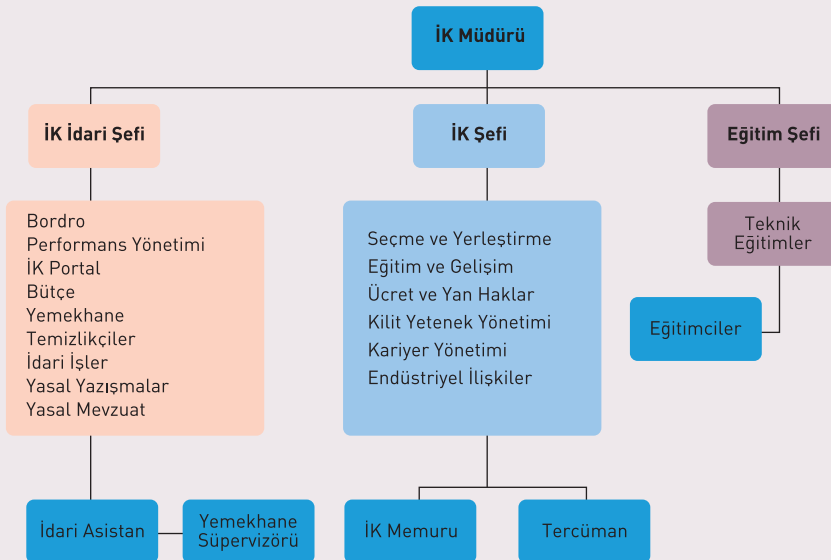 İK Müdürü
İK İdari Şefi
İK Şefi
Eğitim Şefi
Bordro
Performans Yönetimi
İK Portal
Bütçe
Yemekhane
Temizlikçiler
İdari İşler
Yasal Yazışmalar
Yasal Mevzuat
Seçme ve Yerleştirme
Eğitim ve Gelişim
Ücret ve Yan Haklar
Kilit Yetenek Yönetimi
Kariyer Yönetimi
Endüstriyel İlişkiler
Teknik
Eğitimler
Eğitimciler
İdari Asistan
Yemekhane
Süpervizörü
İK Memuru
Tercüman